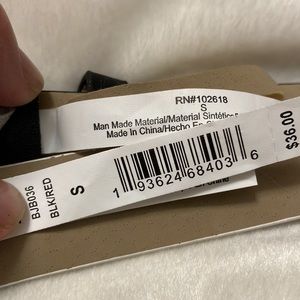 RN#102618
S
Man Made Material/Material Sintético
Made In China/Hecho En
$36.00
BJB036
BLK/RED
S
1 93624 68403 6